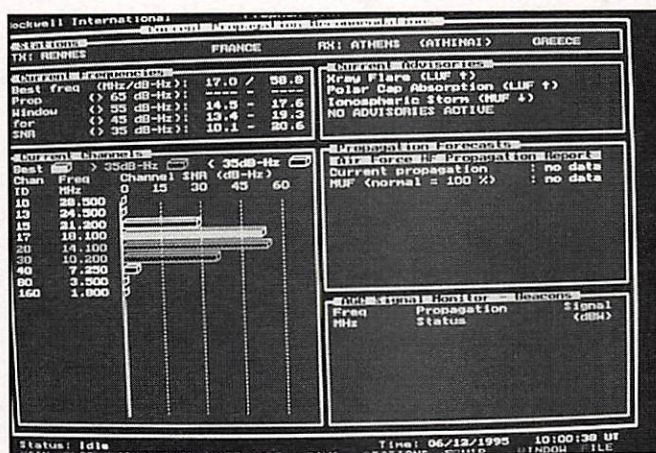 ockwell International
Current Propagation Recommendations
Stations
TX: RENNES FRANCE RX: ATHENS (ATHINAI) GREECE
Current Frequencies
Best freq (MHz/dB-Hz): 17.0 / 58.8
Prop (> 65 dB-Hz): ---- - ----
Window (> 55 dB-Hz): 14.5 - 17.6
for (> 45 dB-Hz): 13.4 - 19.3
SNR (> 35 dB-Hz): 10.1 - 20.6
Current Advisories
Xray Flare (LUF ↑)
Polar Cap Absorption (LUF ↑)
Ionospheric Storm (MUF ↓)
NO ADVISORIES ACTIVE
Current Channels
Best > 35dB-Hz < 35dB-Hz
Chan Freq Channel SNR (dB-Hz)
ID MHz 0 15 30 45 60
10 28.500
13 24.500
15 21.200
17 18.100
20 14.100
30 10.200
40 7.250
80 3.500
160 1.800
Propagation Forecasts
Air Force HF Propagation Report
Current propagation : no data
MUF (normal = 100 %) : no data
AGC Signal Monitor - Beacons
Freq Propagation Signal
MHz Status (dBW)
Status: Idle Time: 06/12/1995 10:00:38 UT
WINDOW FILE